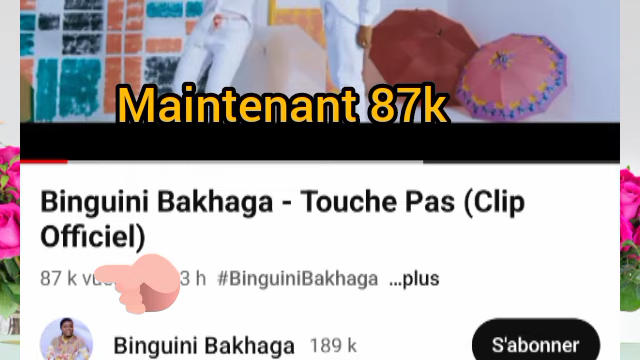 Maintenant 87k
Binguini Bakhaga - Touche Pas (Clip
Officiel)
87 k 3 h #BinguiniBakhaga ...plus
Binguini Bakhaga 189 k S'abonner